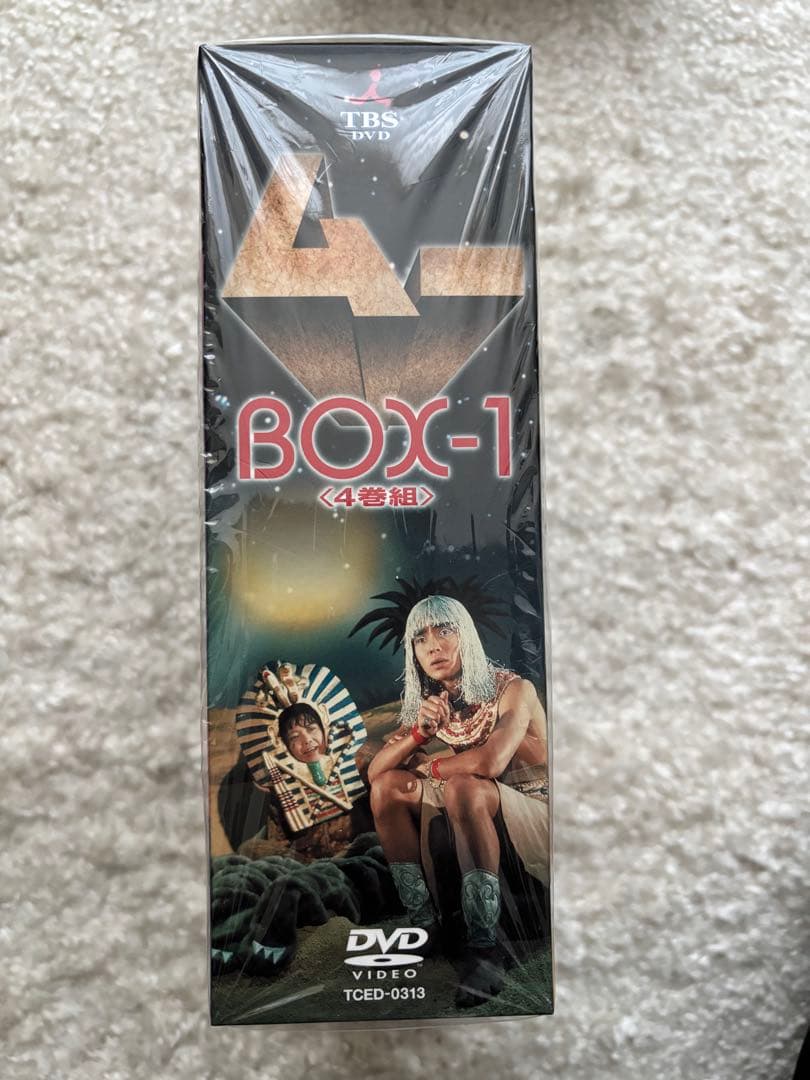 TBS
DVD
ムー
BOX-1
〈4巻組〉
DVD
VIDEO
TCED-0313